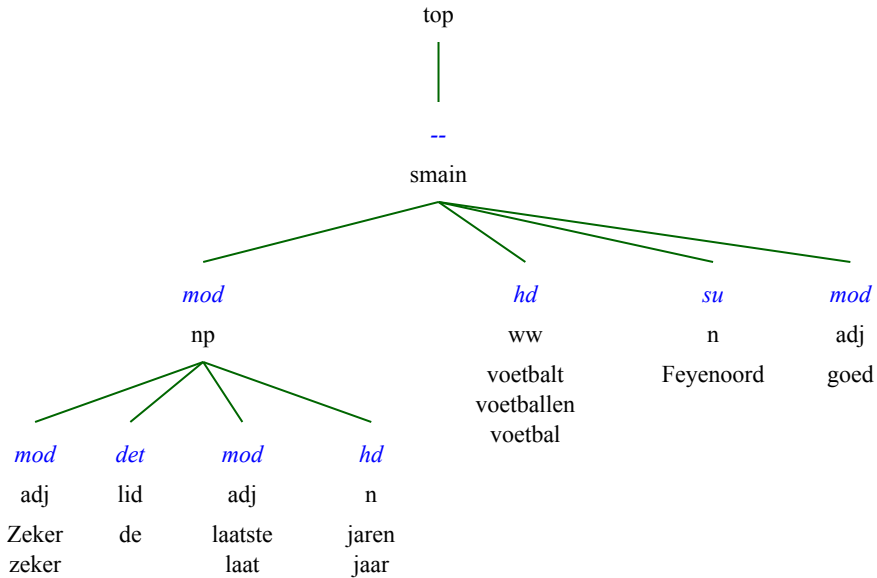 top
--
smain
mod hd su mod
np ww n adj
voetbalt Feyenoord goed
voetballen
voetbal
mod det mod hd
adj lid adj n
Zeker de laatste jaren
zeker laat jaar